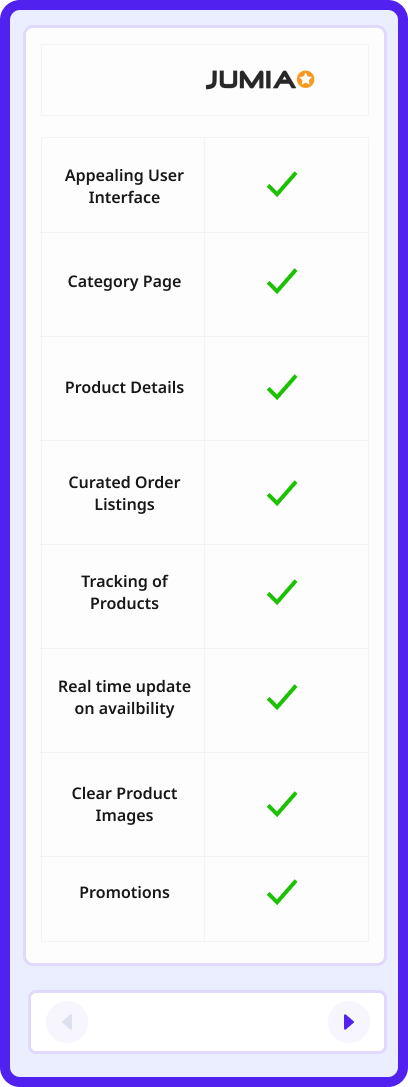 JUMIA
Appealing User
Interface
Category Page
Product Details
Curated Order
Listings
Tracking of
Products
Real time update
on availbility
Clear Product
Images
Promotions